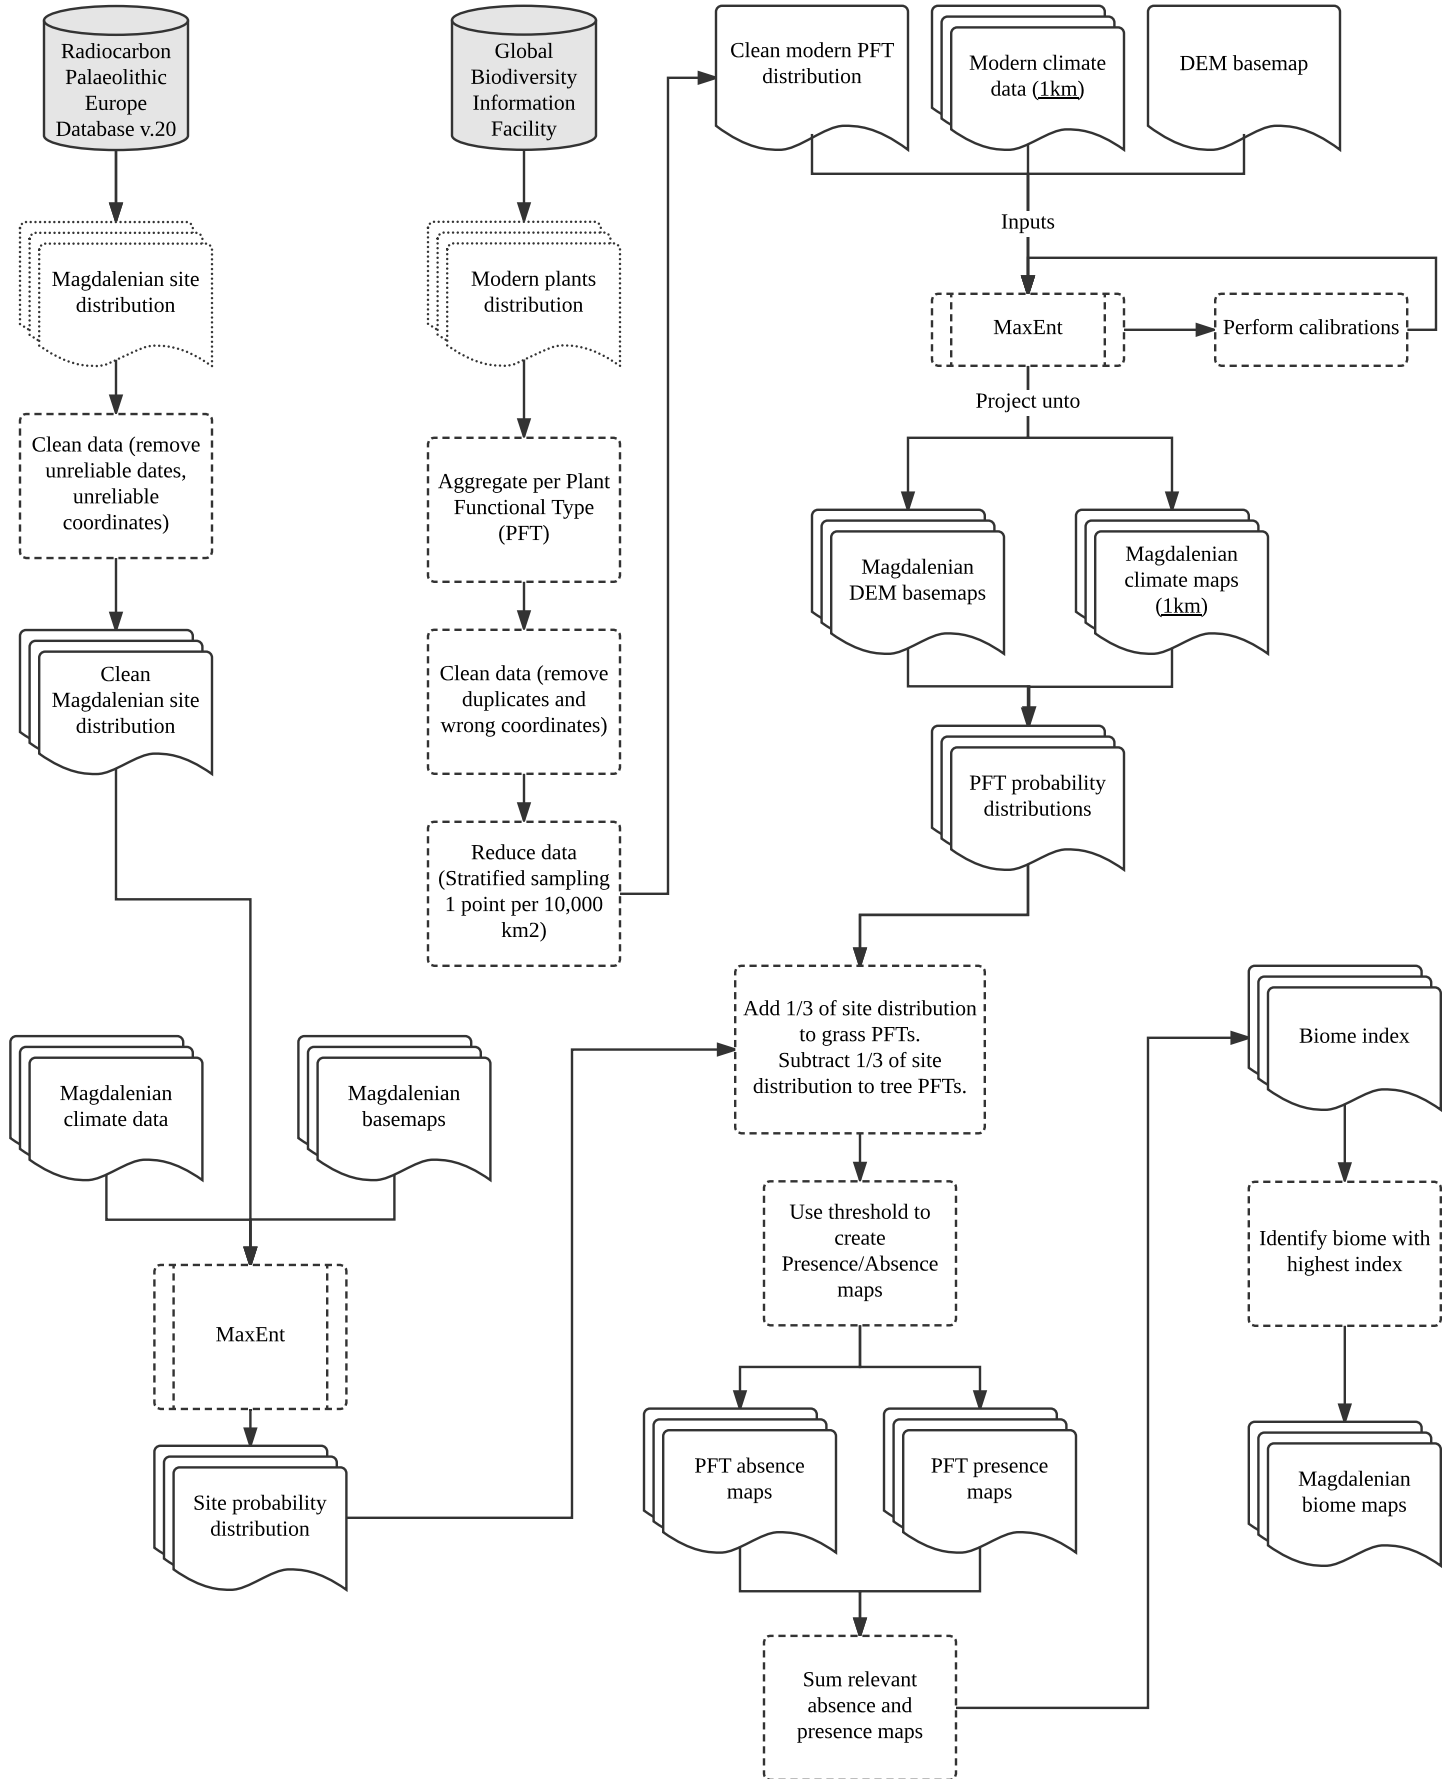 Radiocarbon
Palaeolithic
Europe
Database v.20
Magdalenian site
distribution
Clean data (remove
unreliable dates,
unreliable
coordinates)
Clean
Magdalenian site
distribution
Magdalenian
climate data
Magdalenian
basemaps
MaxEnt
Site probability
distribution
Global
Biodiversity
Information
Facility
Modern plants
distribution
Aggregate per Plant
Functional Type
(PFT)
Clean data (remove
duplicates and
wrong coordinates)
Reduce data
(Stratified sampling
1 point per 10,000
km2)
Clean modern PFT
distribution
Modern climate
data (1km)
DEM basemap
Inputs
MaxEnt
Perform calibrations
Project unto
Magdalenian
DEM basemaps
Magdalenian
climate maps
(1km)
PFT probability
distributions
Add 1/3 of site distribution
to grass PFTs.
Subtract 1/3 of site
distribution to tree PFTs.
Use threshold to
create
Presence/Absence
maps
PFT absence
maps
PFT presence
maps
Sum relevant
absence and
presence maps
Biome index
Identify biome with
highest index
Magdalenian
biome maps